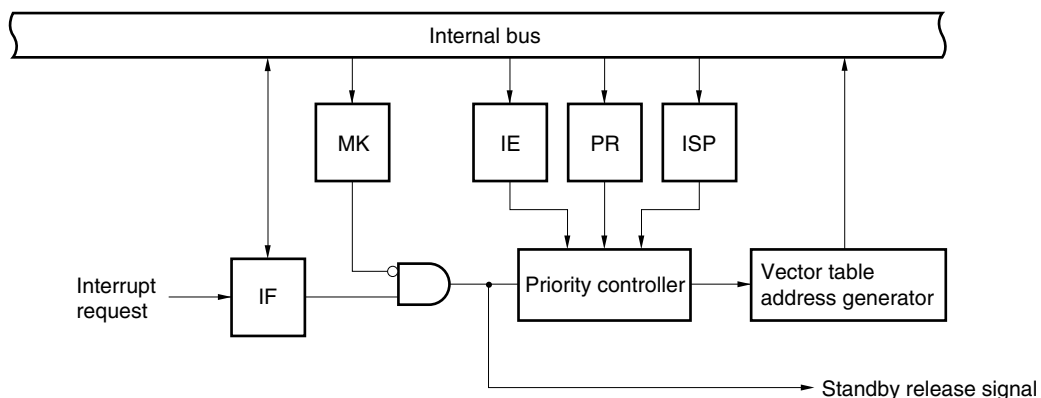 Internal bus
MK
IE
PR
ISP
Interrupt
request
IF
Priority controller
Vector table
address generator
Standby release signal